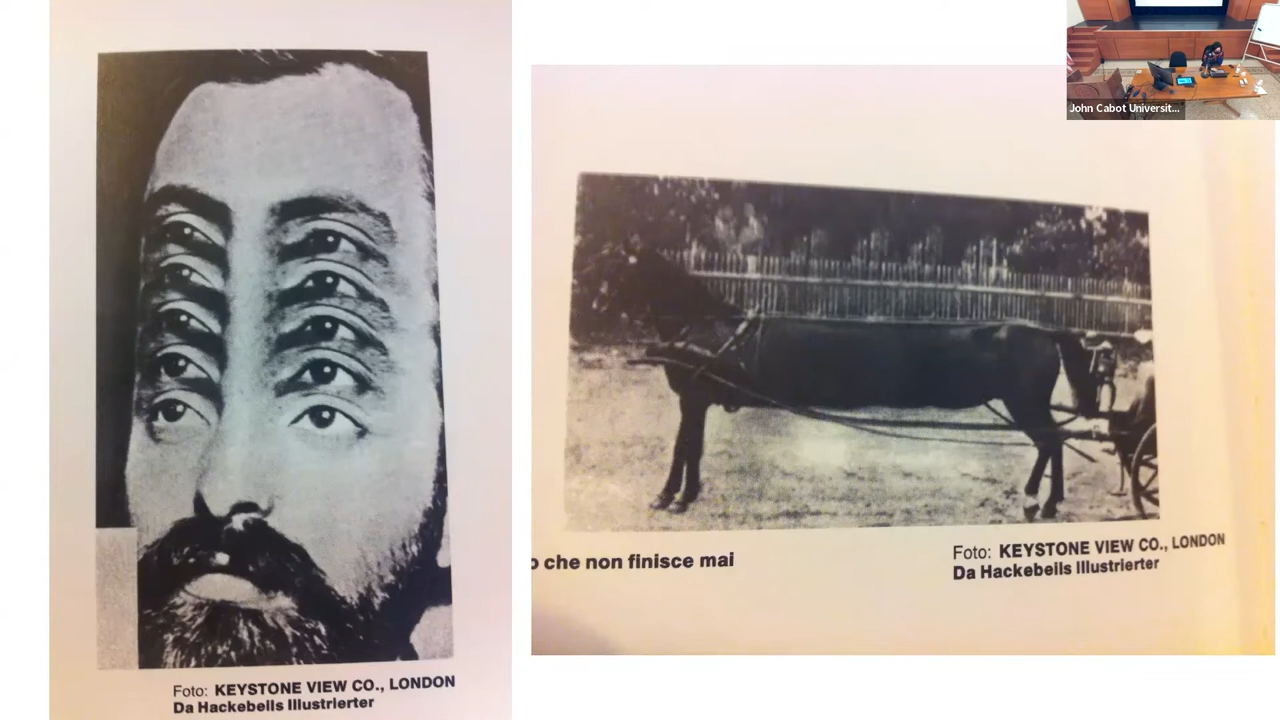 John Cabot Universit...
o che non finisce mai
Foto: KEYSTONE VIEW CO., LONDON
Da Hackebeils Illustrierter
Foto: KEYSTONE VIEW CO., LONDON
Da Hackebeils Illustrierter